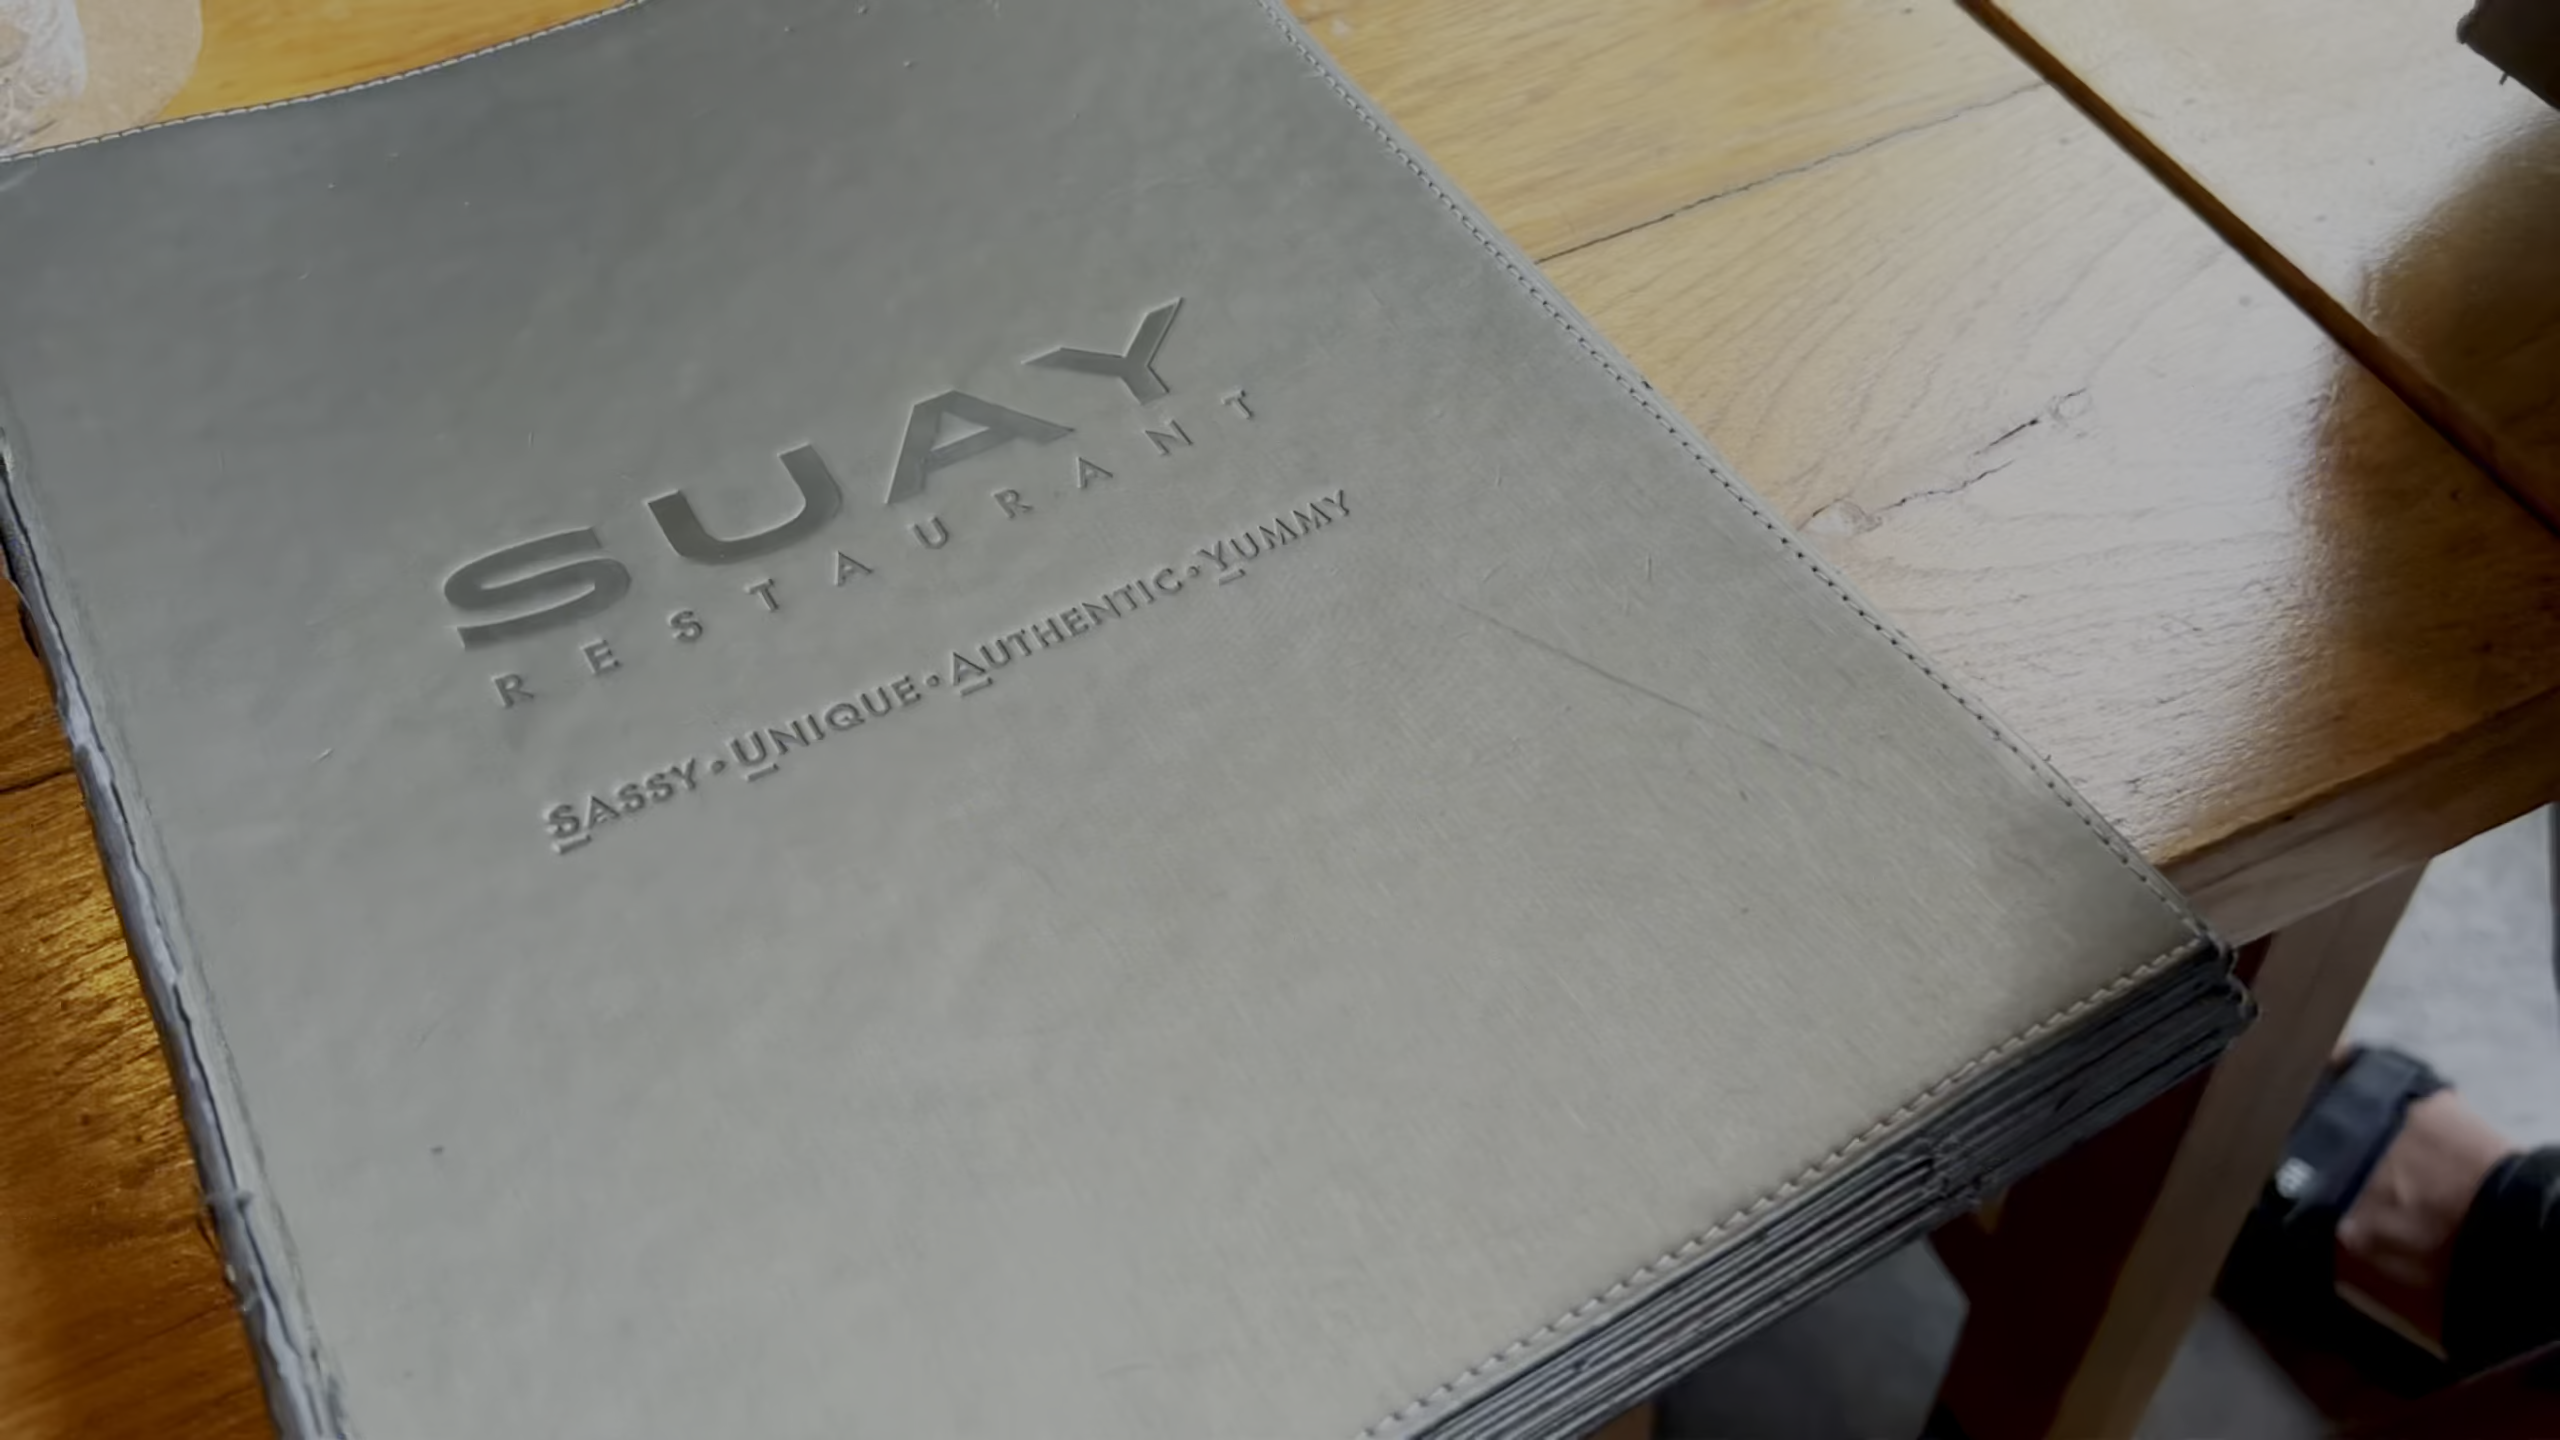 SUAY
RESTAURANT
SASSY • UNIQUE • AUTHENTIC • YUMMY